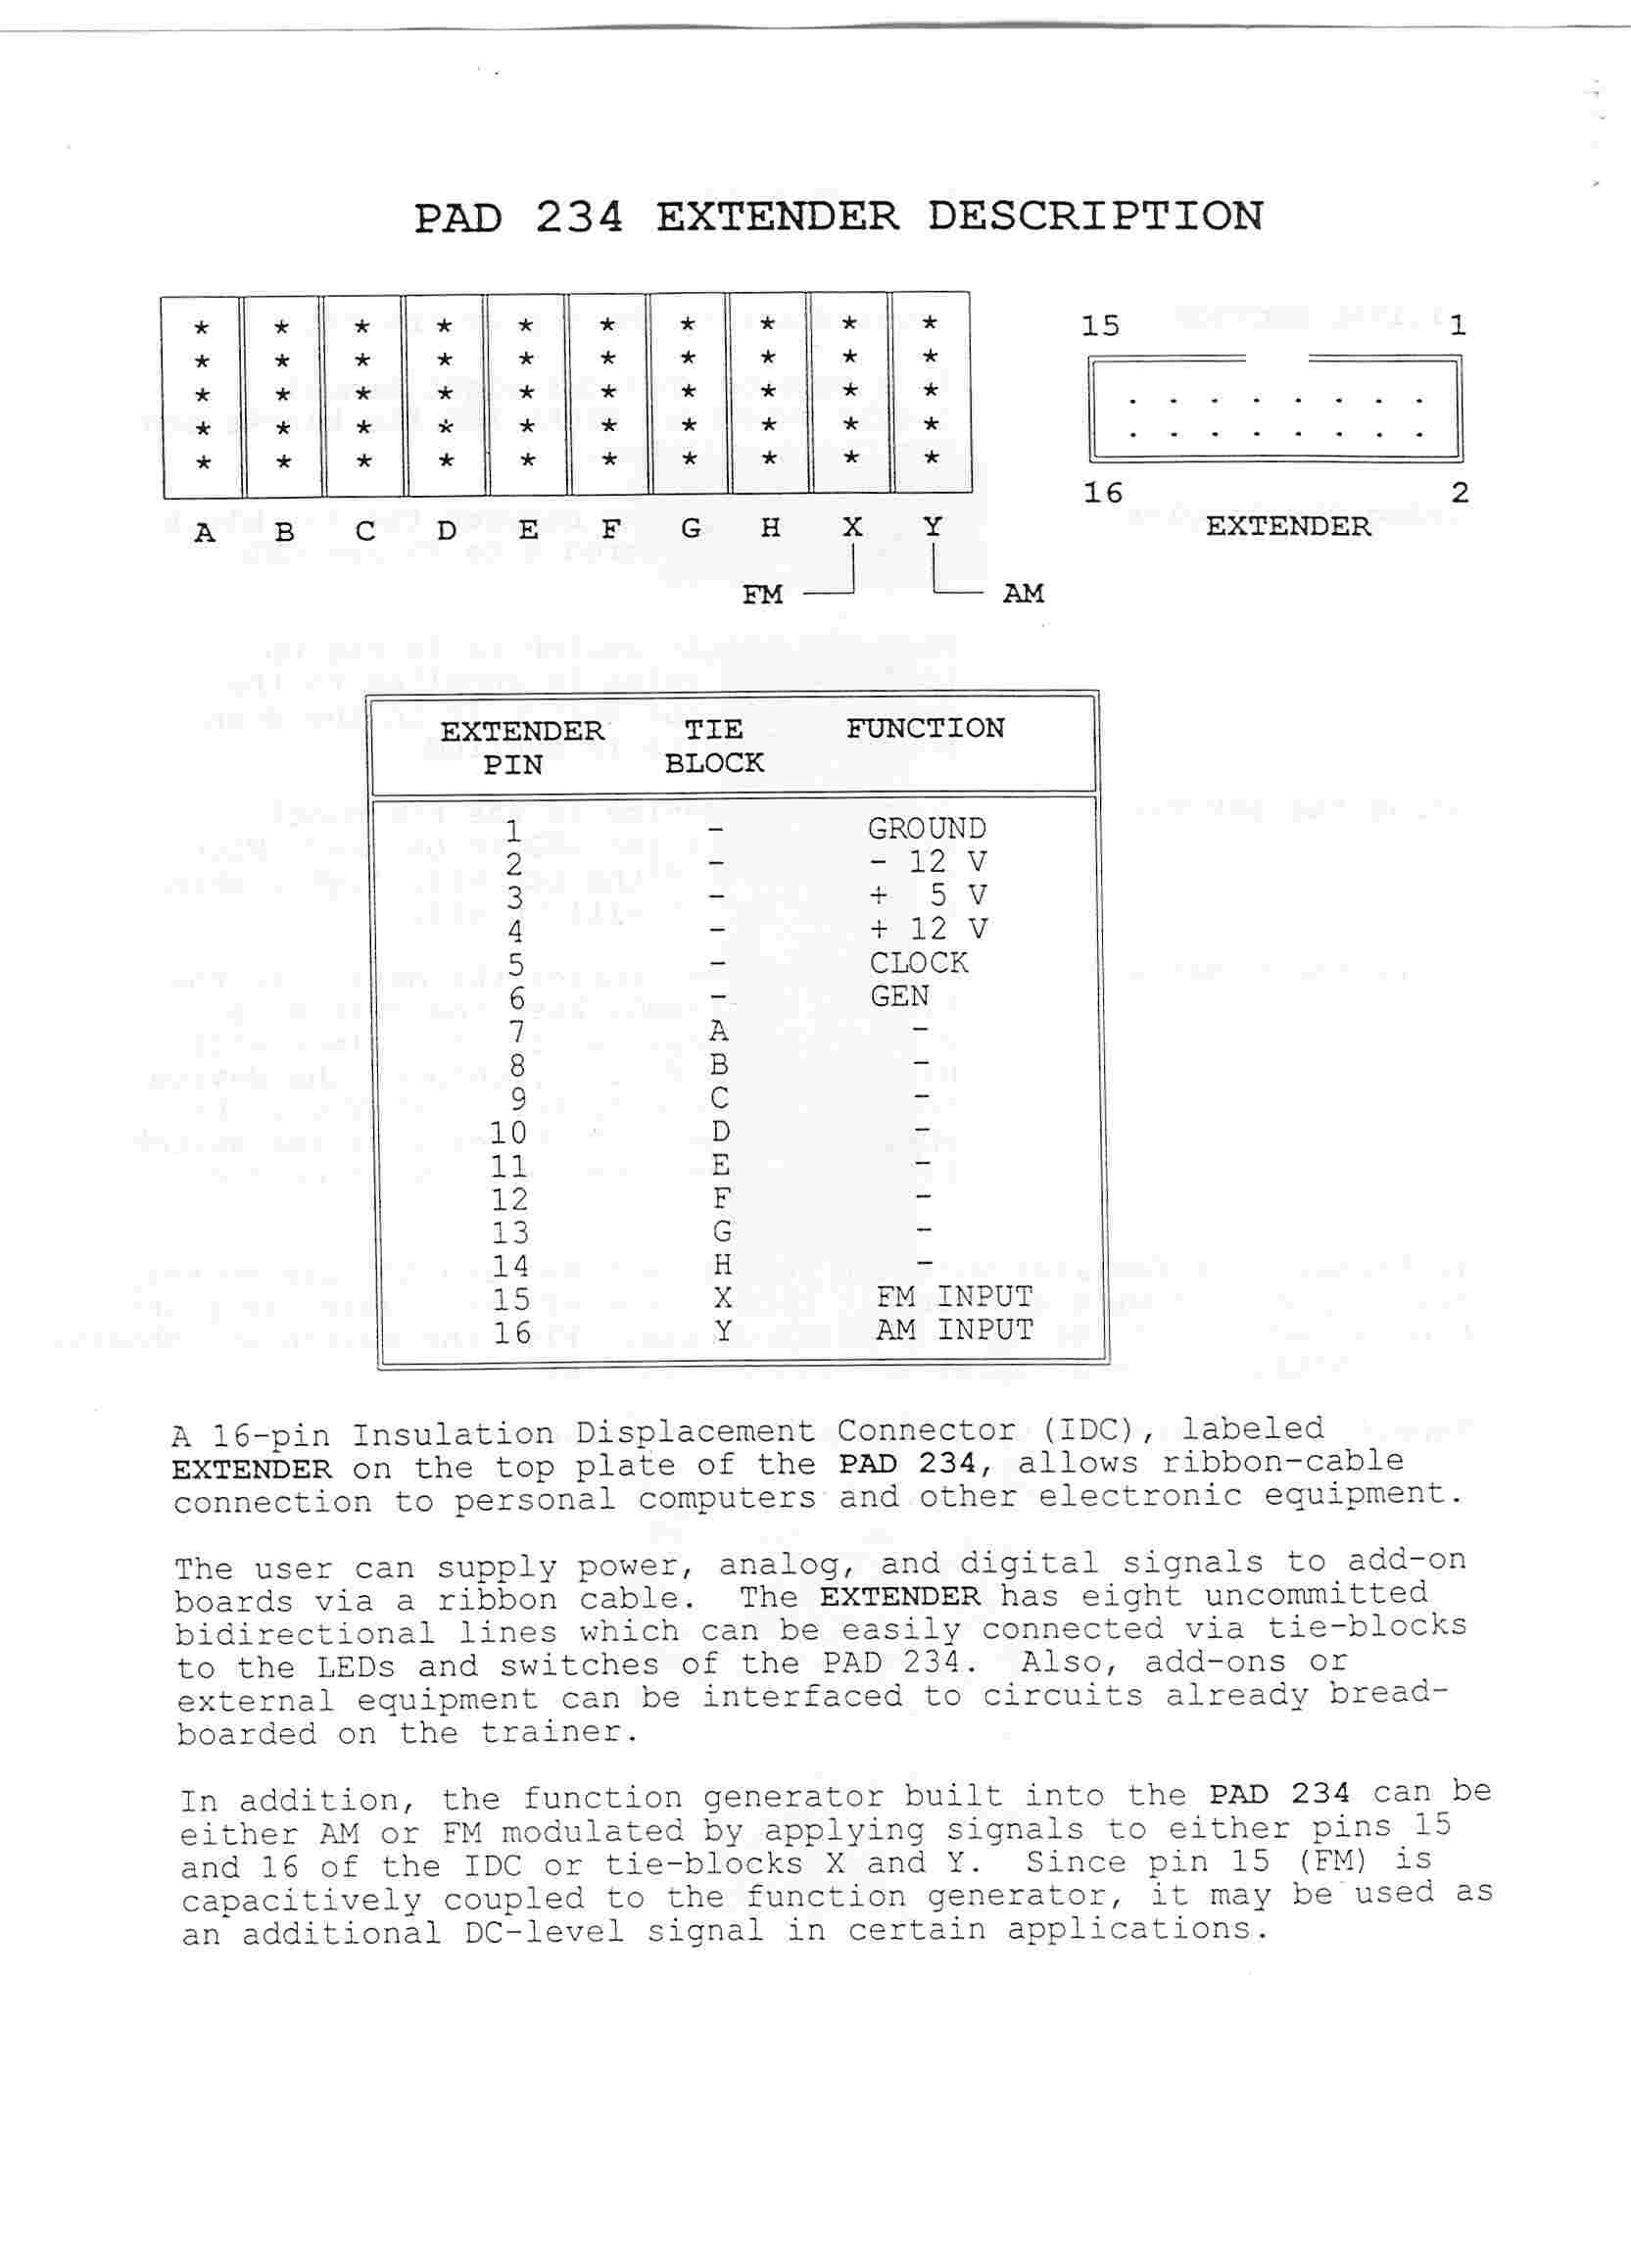 PAD 234 EXTENDER DESCRIPTION
* * * * * * * * * *
* * * * * * * * * *
* * * * * * * * * *
* * * * * * * * * *
* * * * * * * * * *
A B C D E F G H X Y
FM AM
15 1
16 2
EXTENDER
EXTENDER TIE FUNCTION
PIN BLOCK
1 - GROUND
2 - - 12 V
3 - + 5 V
4 - + 12 V
5 - CLOCK
6 - GEN
7 A -
8 B -
9 C -
10 D -
11 E -
12 F -
13 G -
14 H -
15 X FM INPUT
16 Y AM INPUT
A 16-pin Insulation Displacement Connector (IDC), labeled
EXTENDER on the top plate of the PAD 234, allows ribbon-cable
connection to personal computers and other electronic equipment.
The user can supply power, analog, and digital signals to add-on
boards via a ribbon cable. The EXTENDER has eight uncommitted
bidirectional lines which can be easily connected via tie-blocks
to the LEDs and switches of the PAD 234. Also, add-ons or
external equipment can be interfaced to circuits already bread-
boarded on the trainer.
In addition, the function generator built into the PAD 234 can be
either AM or FM modulated by applying signals to either pins 15
and 16 of the IDC or tie-blocks X and Y. Since pin 15 (FM) is
capacitively coupled to the function generator, it may be used as
an additional DC-level signal in certain applications.